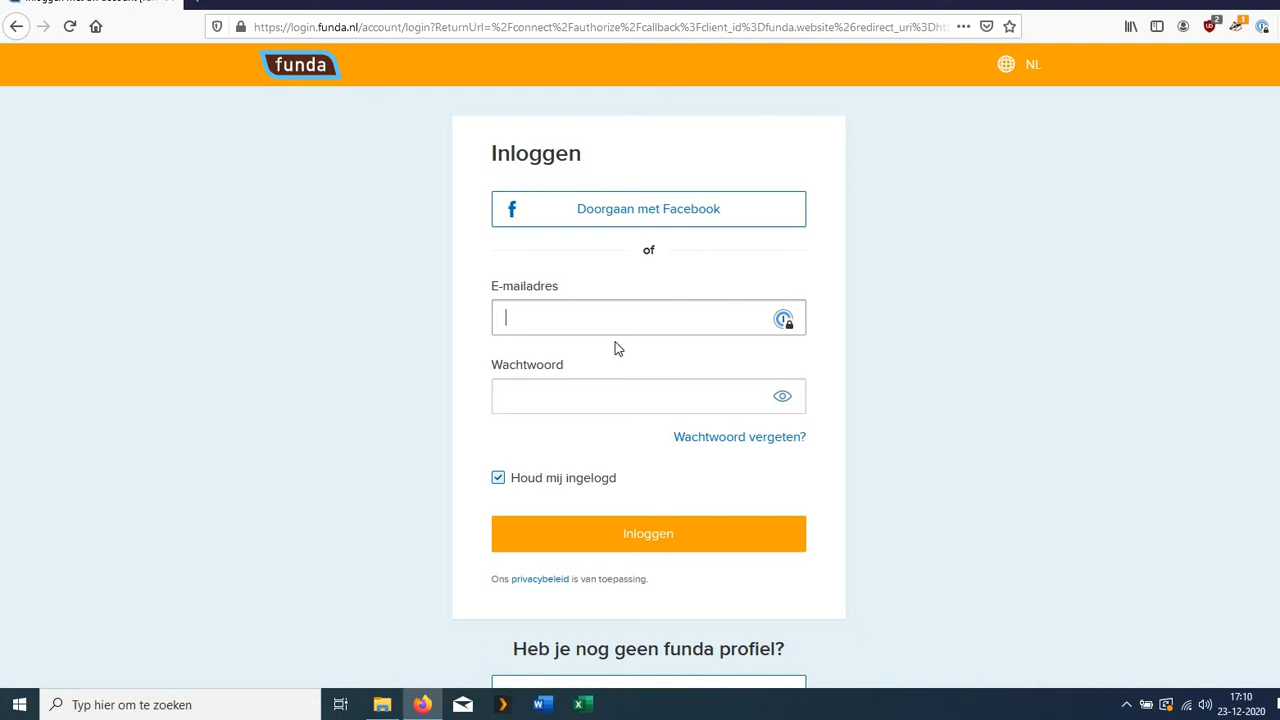 https://login.funda.nl/account/login?ReturnUrl=%2Fconnect%2Fauthorize%2Fcallback%3Fclient_id%3Dfunda.website%26redirect_uri%3Dht
2
funda
NL
Inloggen
Doorgaan met Facebook
of
E-mailadres
Wachtwoord
Wachtwoord vergeten?
Houd mij ingelogd
Inloggen
Ons privacybeleid is van toepassing.
Heb je nog geen funda profiel?
Typ hier om te zoeken
17:10
23-12-2020